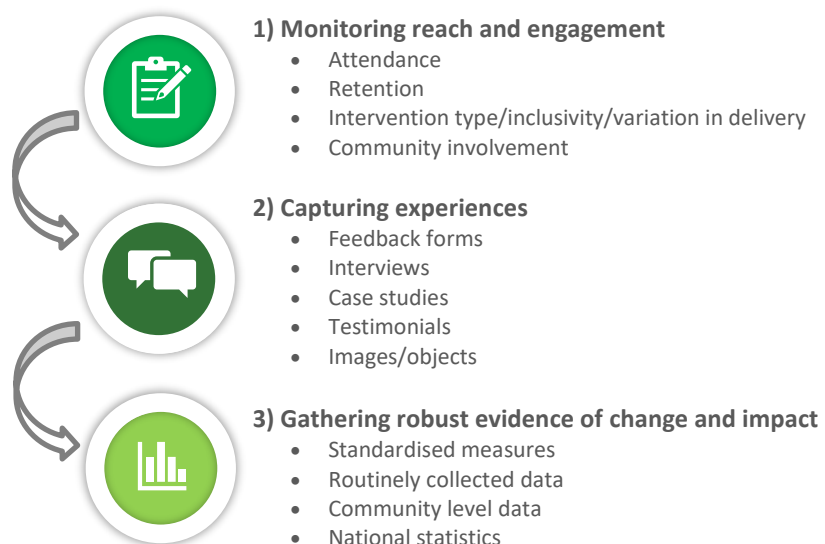 1) Monitoring reach and engagement
• Attendance
• Retention
• Intervention type/inclusivity/variation in delivery
• Community involvement
2) Capturing experiences
• Feedback forms
• Interviews
• Case studies
• Testimonials
• Images/objects
3) Gathering robust evidence of change and impact
• Standardised measures
• Routinely collected data
• Community level data
• National statistics